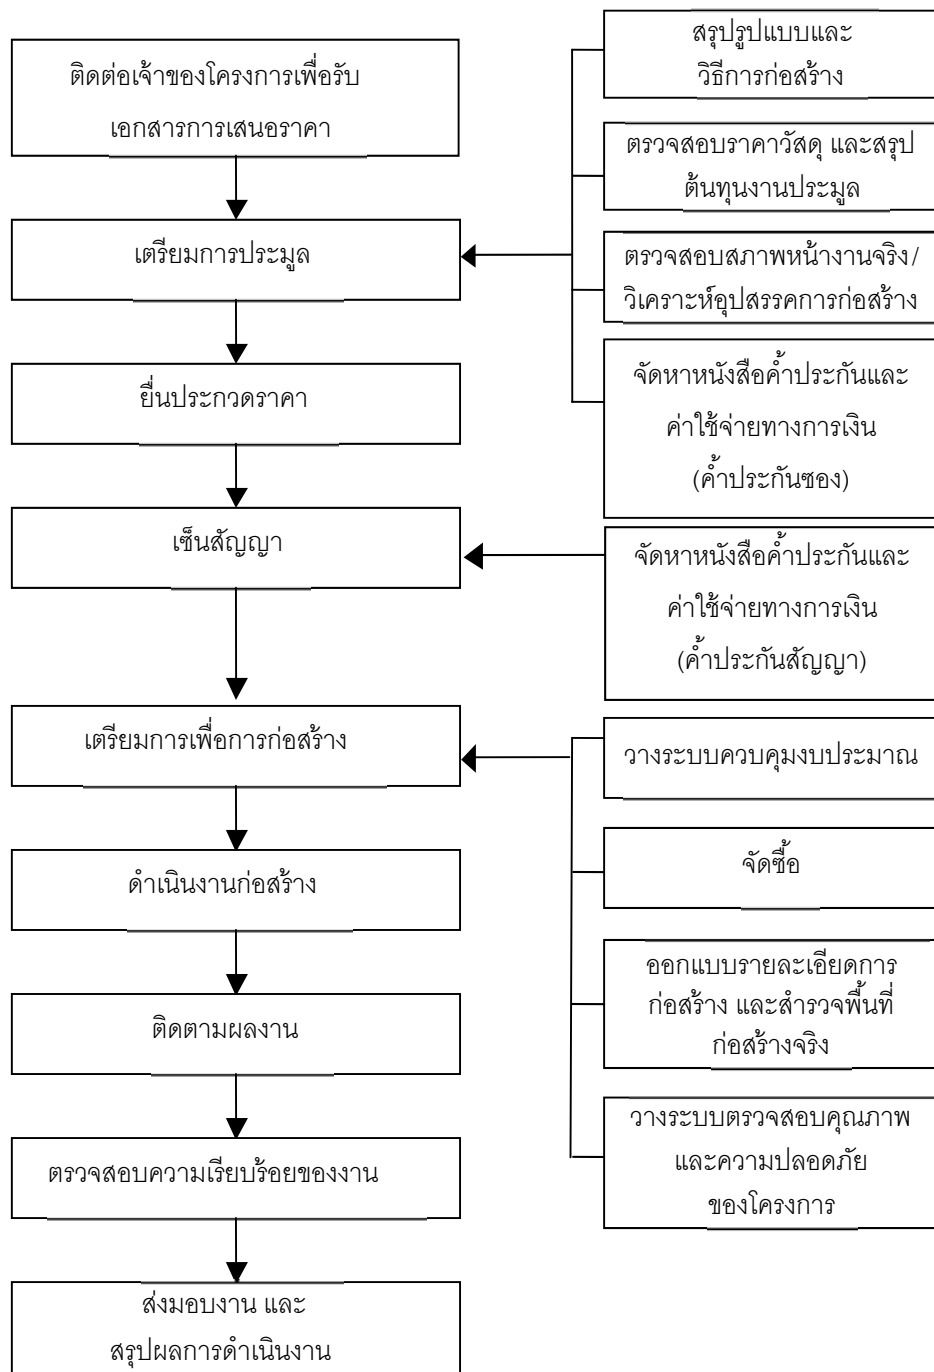 ติดต่อเจ้าของโครงการเพื่อรับ
เอกสารการเสนอราคา
เตรียมการประมูล
ยื่นประกวดราคา
เซ็นสัญญา
เตรียมการเพื่อการก่อสร้าง
ดำเนินงานก่อสร้าง
ติดตามผลงาน
ตรวจสอบความเรียบร้อยของงาน
ส่งมอบงาน และ
สรุปผลการดำเนินงาน
สรุปรูปแบบและ
วิธีการก่อสร้าง
ตรวจสอบราคาวัสดุ และสรุป
ต้นทุนงานประมูล
ตรวจสอบสภาพหน้างานจริง/
วิเคราะห์อุปสรรคการก่อสร้าง
จัดหาหนังสือค้ำประกันและ
ค่าใช้จ่ายทางการเงิน
(ค้ำประกันซอง)
จัดหาหนังสือค้ำประกันและ
ค่าใช้จ่ายทางการเงิน
(ค้ำประกันสัญญา)
วางระบบควบคุมงบประมาณ
จัดซื้อ
ออกแบบรายละเอียดการ
ก่อสร้าง และสำรวจพื้นที่
ก่อสร้างจริง
วางระบบตรวจสอบคุณภาพ
และความปลอดภัย
ของโครงการ